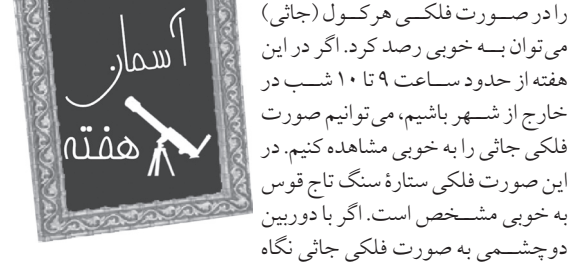 را در صورت فلکی هرکول (جاثی)
می‌توان به خوبی رصد کرد. اگر در این
هفته از حدود ساعت ۹ تا ۱۰ شب در
خارج از شهر باشیم، می‌توانیم صورت
فلکی جاثی را به خوبی مشاهده کنیم. در
این صورت فلکی ستارهٔ سنگ تاج قوس
به خوبی مشخص است. اگر با دوربین
دوچشمی به صورت فلکی جاثی نگاه
آسمان
هفته